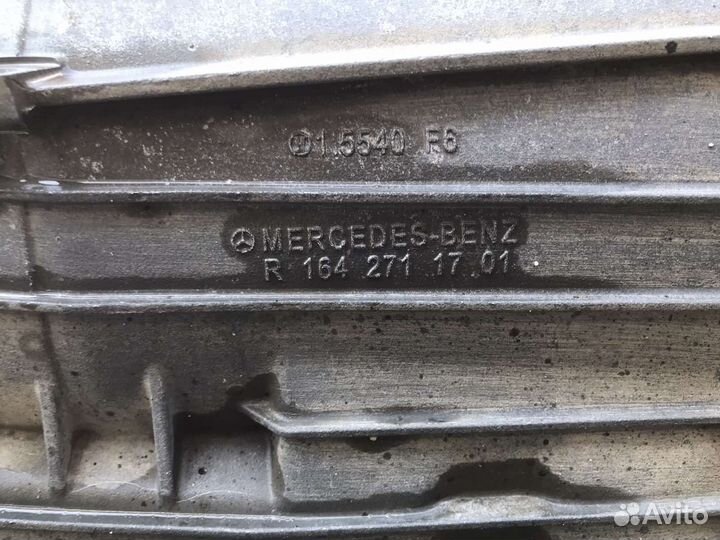 1.5540 F6
MERCEDES-BENZ
R 164 271 17 01
Avito